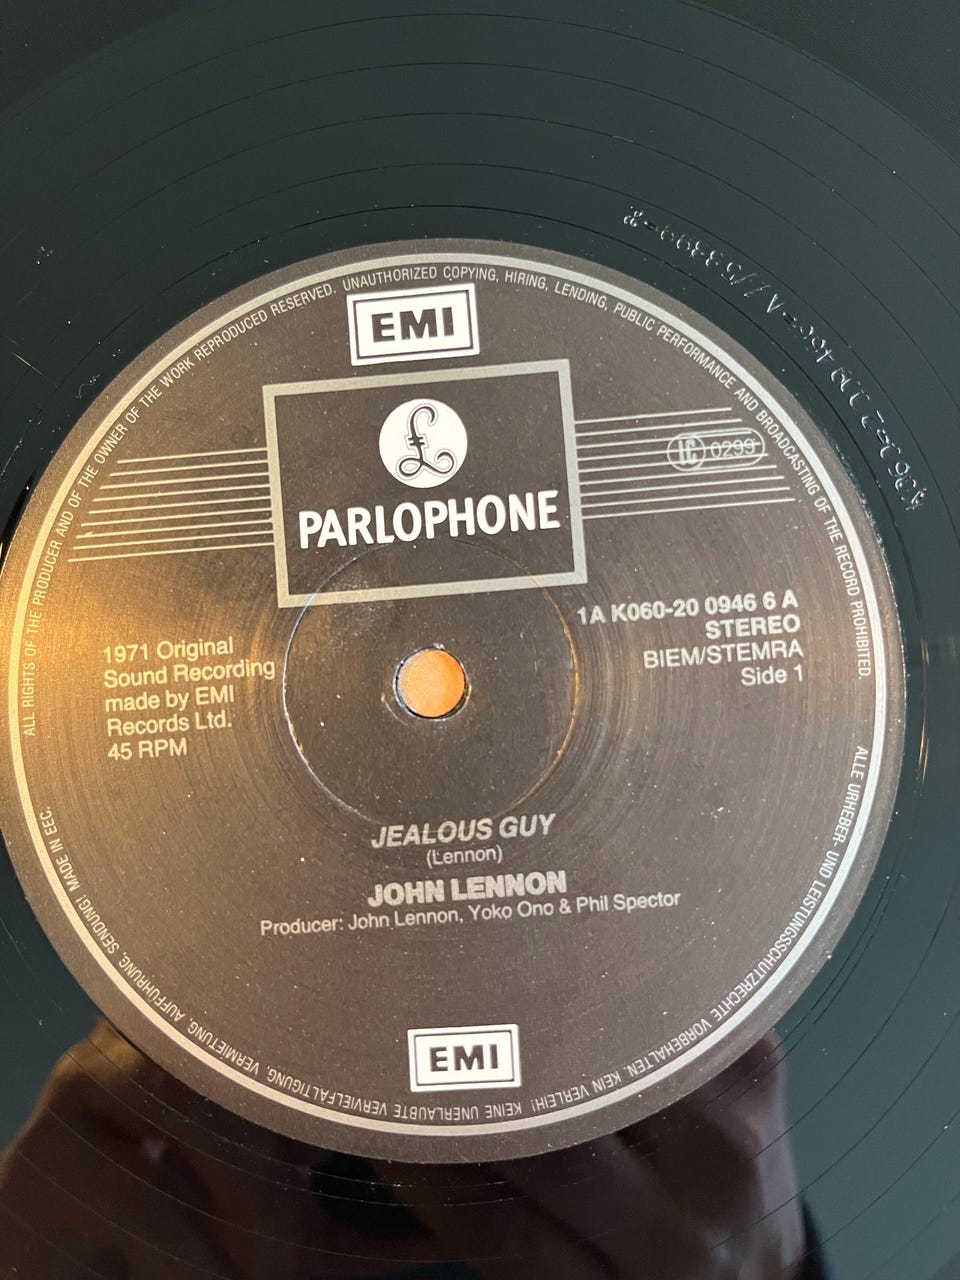 ALL RIGHTS OF THE PRODUCER AND OF THE OWNER OF THE WORK REPRODUCED RESERVED. UNAUTHORIZED COPYING, HIRING, LENDING, PUBLIC PERFORMANCE AND BROADCASTING OF THE RECORD PROHIBITED.
EMI
£
PARLOPHONE
LC 0299
1A K060-20 0946 6 A
STEREO
BIEM/STEMRA
Side 1
1971 Original
Sound Recording
made by EMI
Records Ltd.
45 RPM
JEALOUS GUY
(Lennon)
JOHN LENNON
Producer: John Lennon, Yoko Ono & Phil Spector
EMI
ALLE URHEBER- UND LEISTUNGSSCHUTZRECHTE VORBEHALTEN. KEIN VERLEIH! KEINE UNERLAUBTE VERVIELFÄLTIGUNG, VERMIETUNG, AUFFÜHRUNG, SENDUNG! MADE IN EEC.